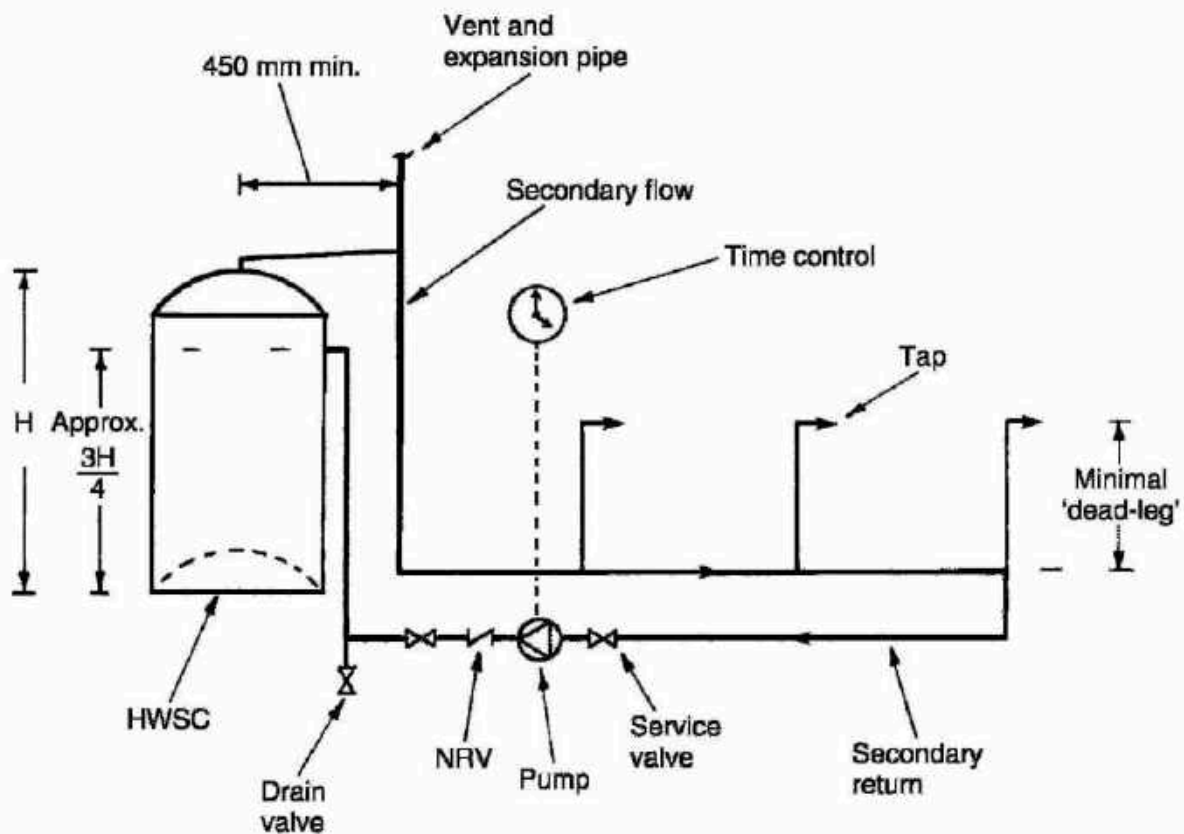 Vent and
expansion pipe
450 mm min.
Secondary flow
Time control
Tap
H
Approx.
3H
4
Minimal
'dead-leg'
HWSC
Drain
valve
NRV
Pump
Service
valve
Secondary
return